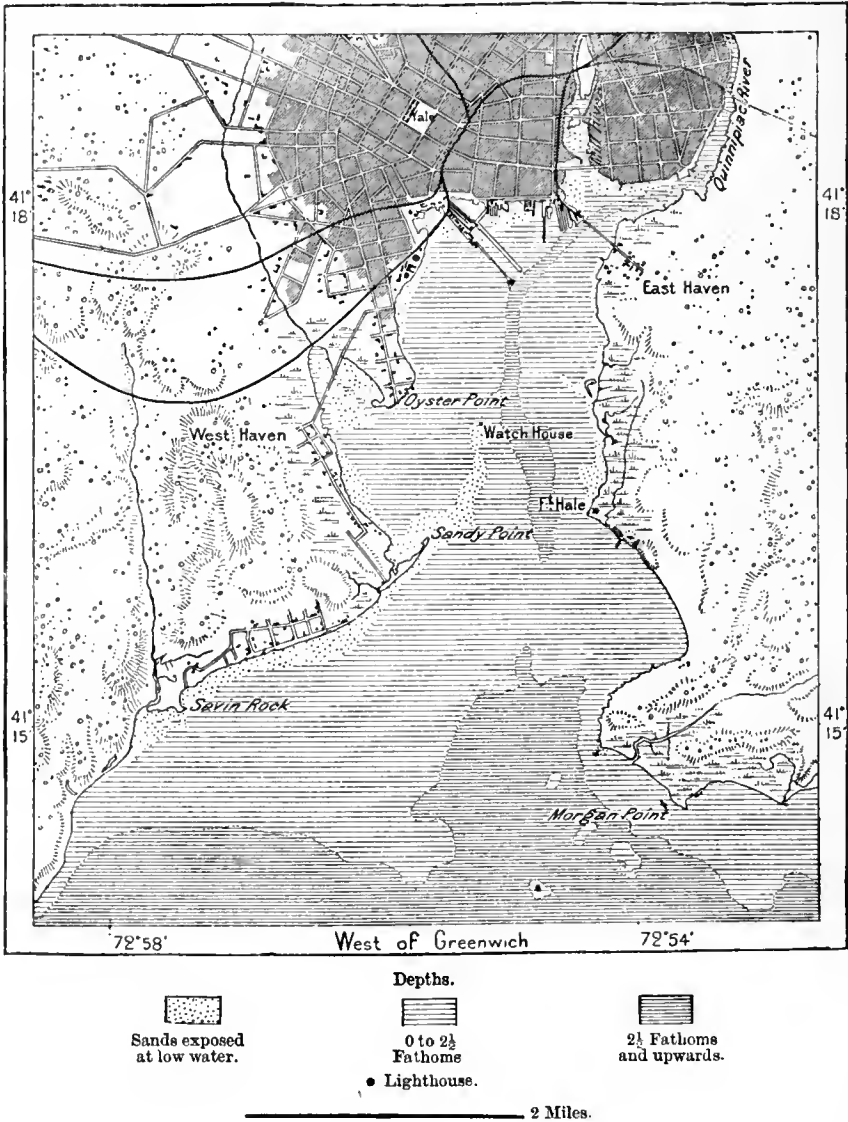 Yale
Quinnipiac River
41°
18'
41°
18'
East Haven
Oyster Point
West Haven
Watch House
Ft. Hale
Sandy Point
Savin Rock
41°
15'
41°
15'
Morgan Point
72°58'
West of Greenwich
72°54'
Depths.
Sands exposed
at low water.
0 to 2½
Fathoms
2½ Fathoms
and upwards.
Lighthouse.
2 Miles.